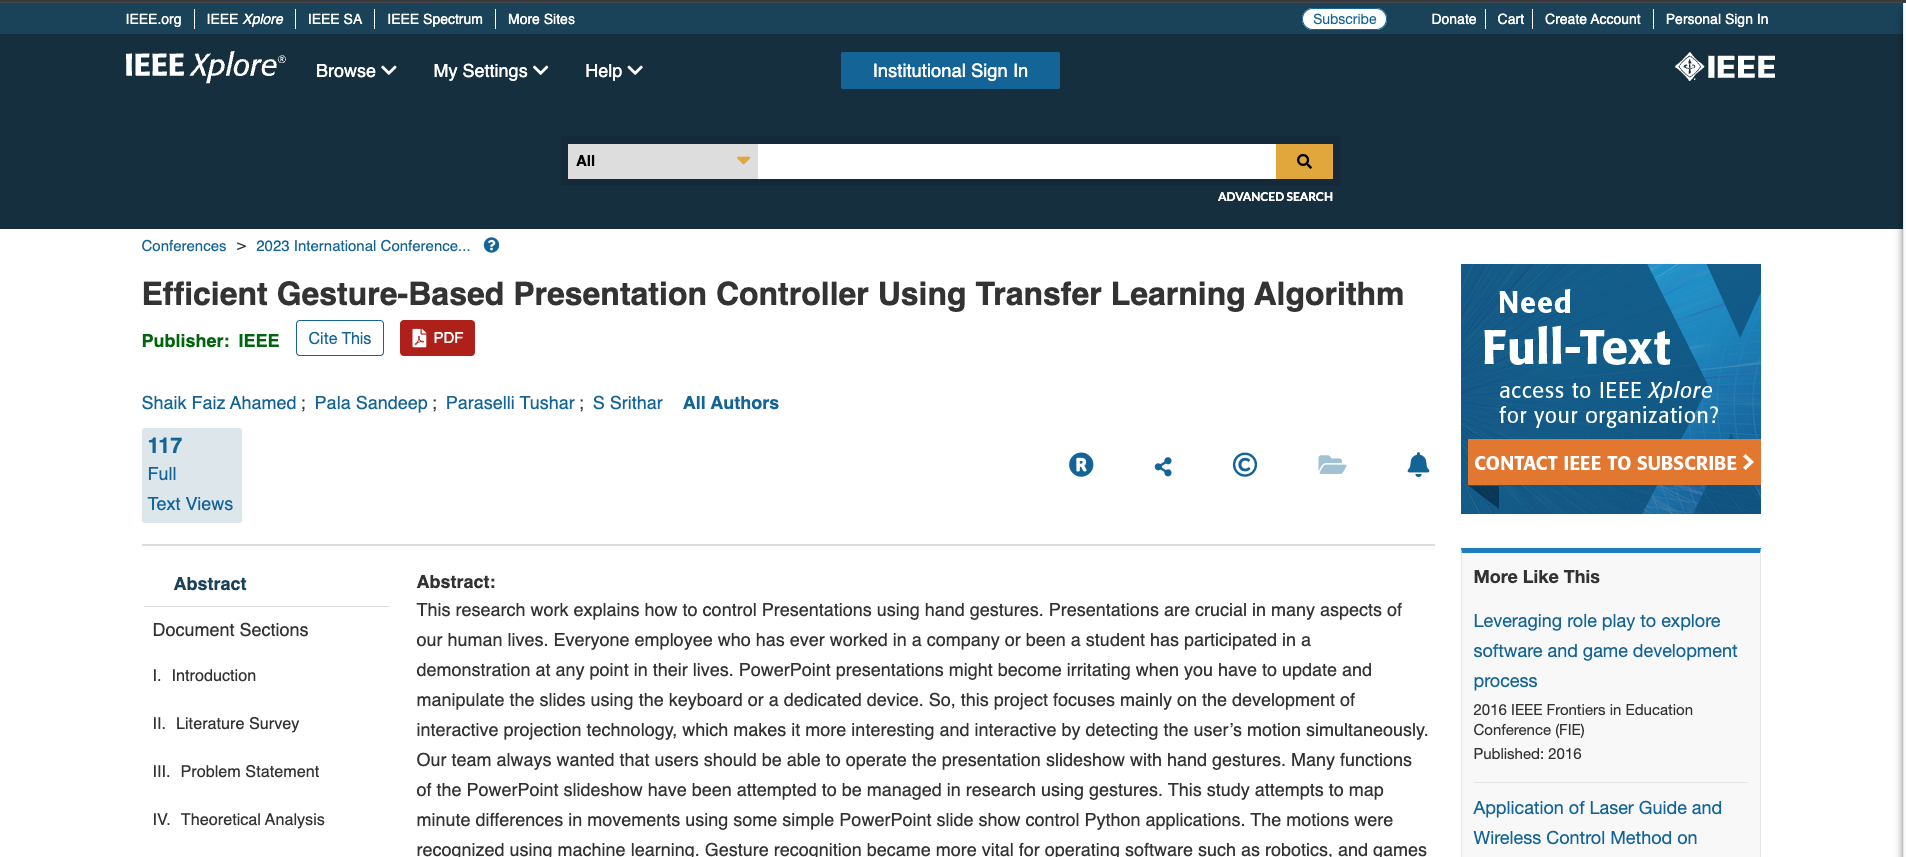 IEEE.org | IEEE Xplore | IEEE SA | IEEE Spectrum | More Sites Subscribe Donate | Cart | Create Account | Personal Sign In
IEEE Xplore® Browse My Settings Help Institutional Sign In IEEE
All
ADVANCED SEARCH
Conferences > 2023 International Conference... ?
Efficient Gesture-Based Presentation Controller Using Transfer Learning Algorithm
Publisher: IEEE Cite This PDF
Shaik Faiz Ahamed ; Pala Sandeep ; Paraselli Tushar ; S Srithar All Authors
117
Full
Text Views
R ©
Abstract
Document Sections
I. Introduction
II. Literature Survey
III. Problem Statement
IV. Theoretical Analysis
Abstract:
This research work explains how to control Presentations using hand gestures. Presentations are crucial in many aspects of
our human lives. Everyone employee who has ever worked in a company or been a student has participated in a
demonstration at any point in their lives. PowerPoint presentations might become irritating when you have to update and
manipulate the slides using the keyboard or a dedicated device. So, this project focuses mainly on the development of
interactive projection technology, which makes it more interesting and interactive by detecting the user’s motion simultaneously.
Our team always wanted that users should be able to operate the presentation slideshow with hand gestures. Many functions
of the PowerPoint slideshow have been attempted to be managed in research using gestures. This study attempts to map
minute differences in movements using some simple PowerPoint slide show control Python applications. The motions were
recognized using machine learning. Gesture recognition became more vital for operating software such as robotics, and games
Need
Full-Text
access to IEEE Xplore
for your organization?
CONTACT IEEE TO SUBSCRIBE >
More Like This
Leveraging role play to explore
software and game development
process
2016 IEEE Frontiers in Education
Conference (FIE)
Published: 2016
Application of Laser Guide and
Wireless Control Method on